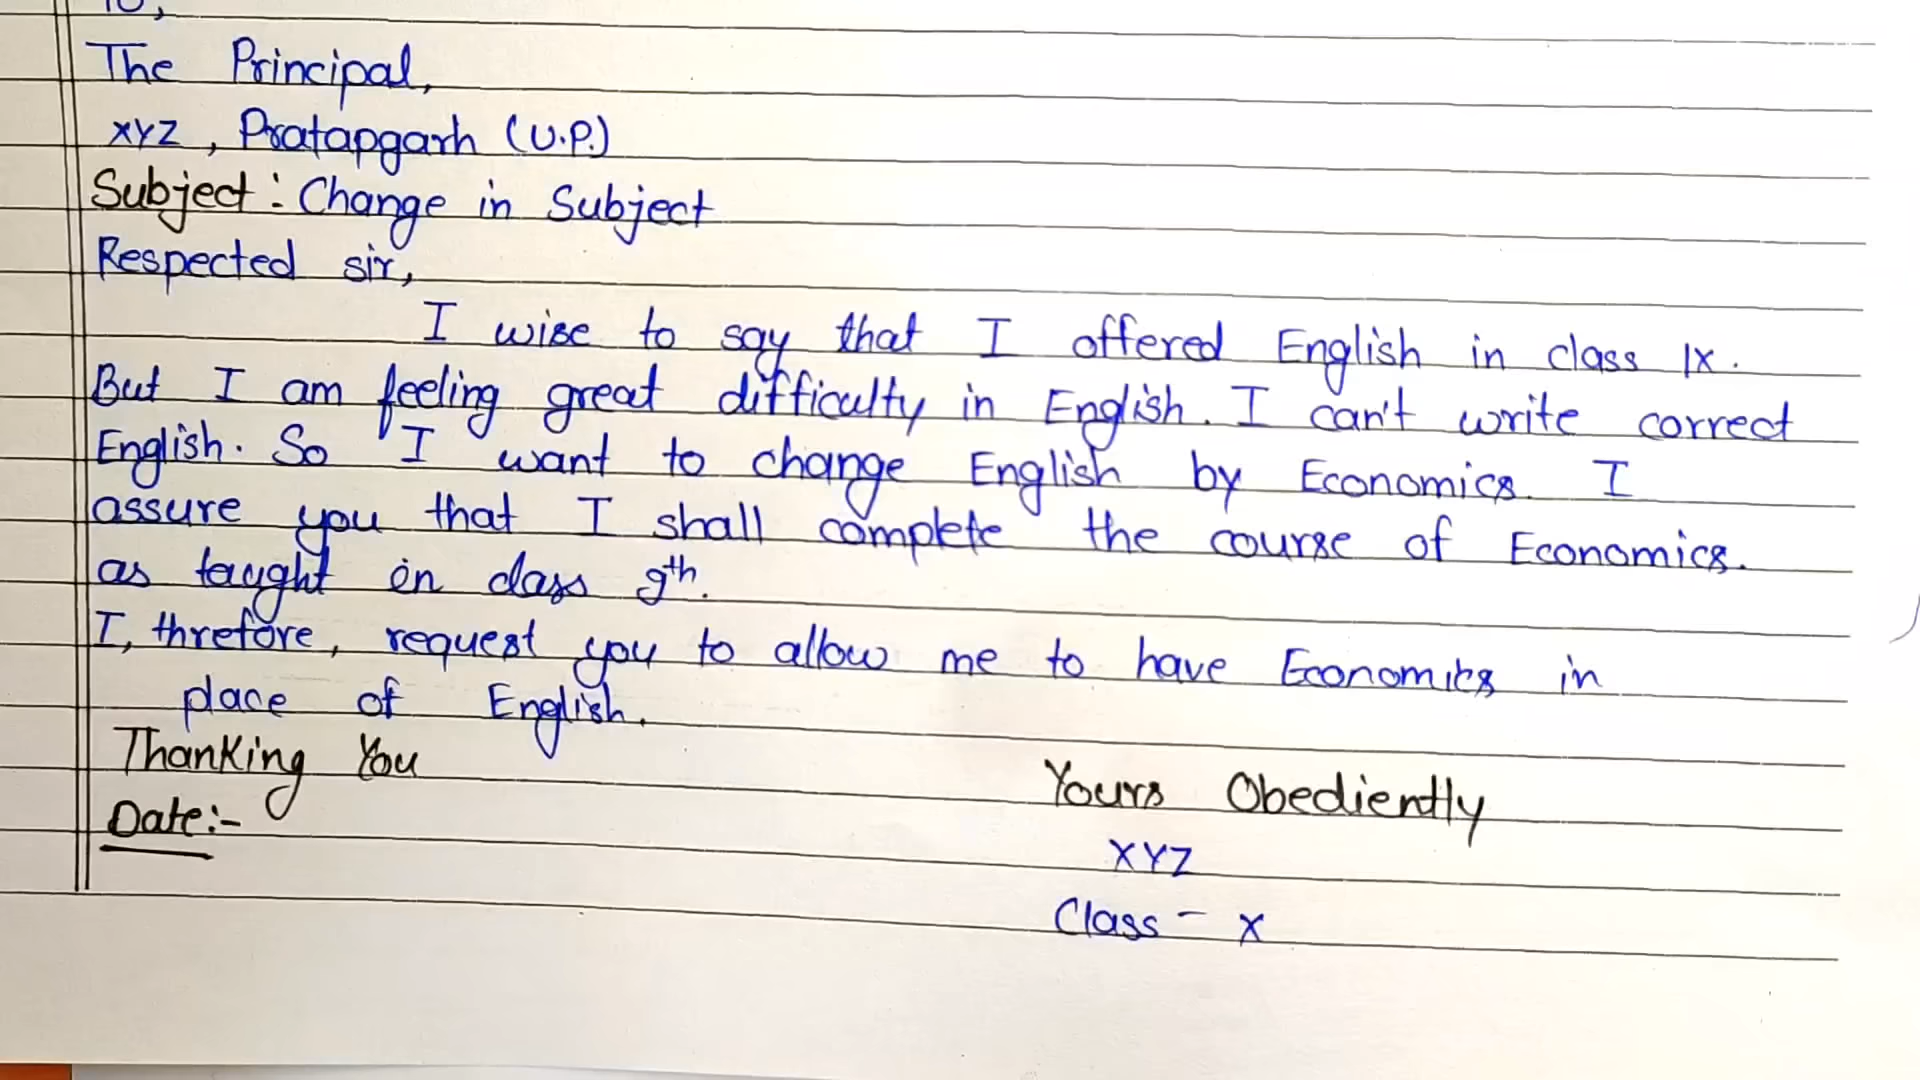 To,
The Principal,
XYZ, Pratapgarh (U.P.)
Subject: Change in Subject
Respected sir,
I wise to say that I offered English in class IX.
But I am feeling great difficulty in English. I can't write correct
English. So I want to change English by Economics. I
assure you that I shall complete the course of Economics.
as taught in class 9th.
I, threfore, request you to allow me to have Economics in
place of English.
Thanking You
Yours Obediently
Date:-
XYZ
Class - X